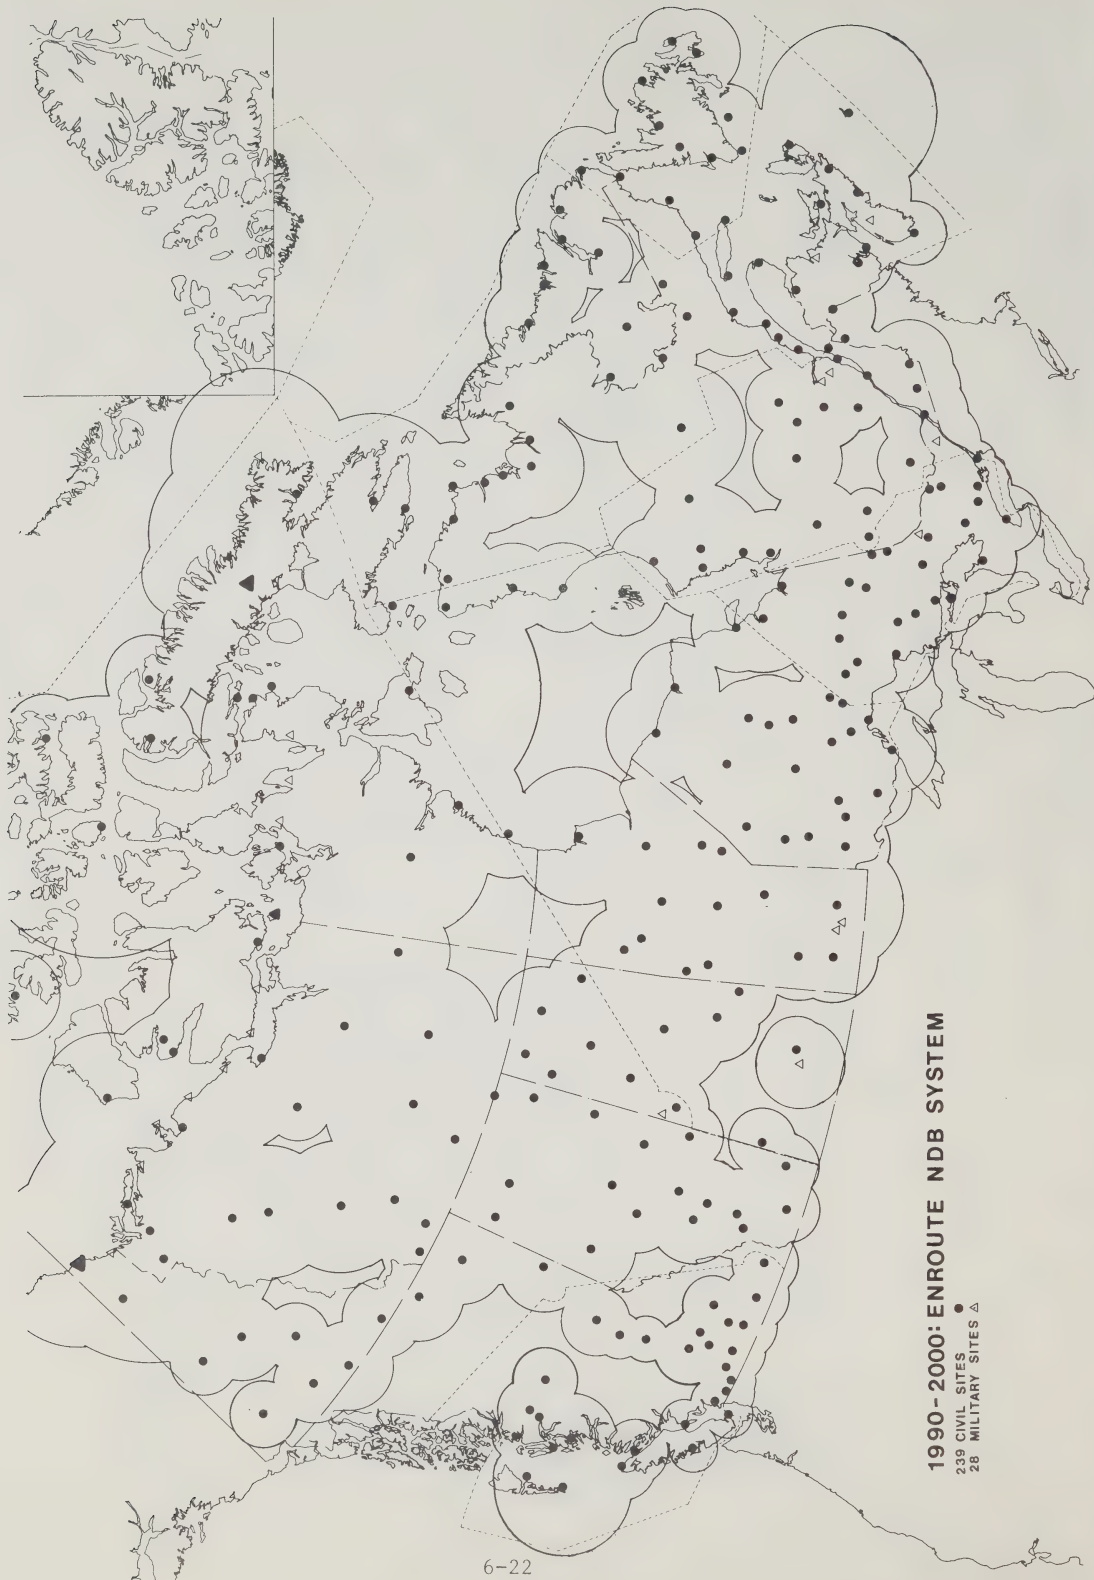 1990-2000: ENROUTE NDB SYSTEM
239 CIVIL SITES ●
28 MILITARY SITES △
6-22